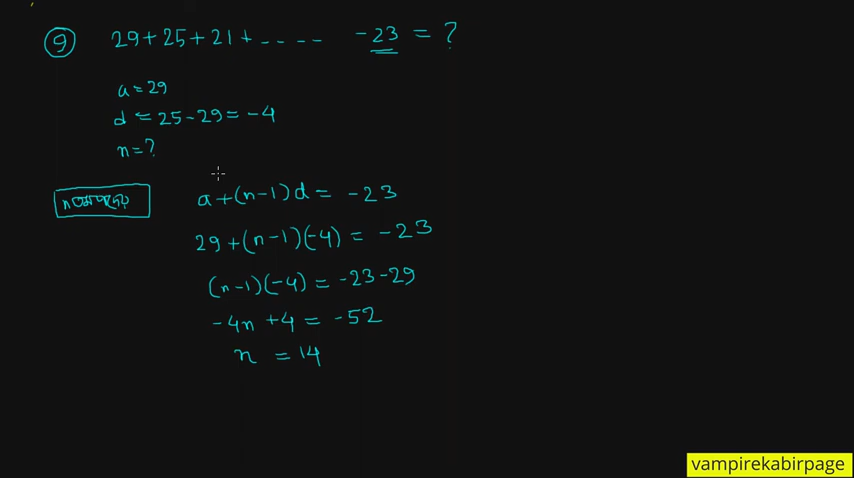 ⑨ 29+25+21+---- -23 = ?
a = 29
d = 25-29 = -4
n = ?
a+(n-1)d = -23
29+(n-1)(-4) = -23
(n-1)(-4) = -23-29
-4n +4 = -52
n = 14
vampirekabirpage